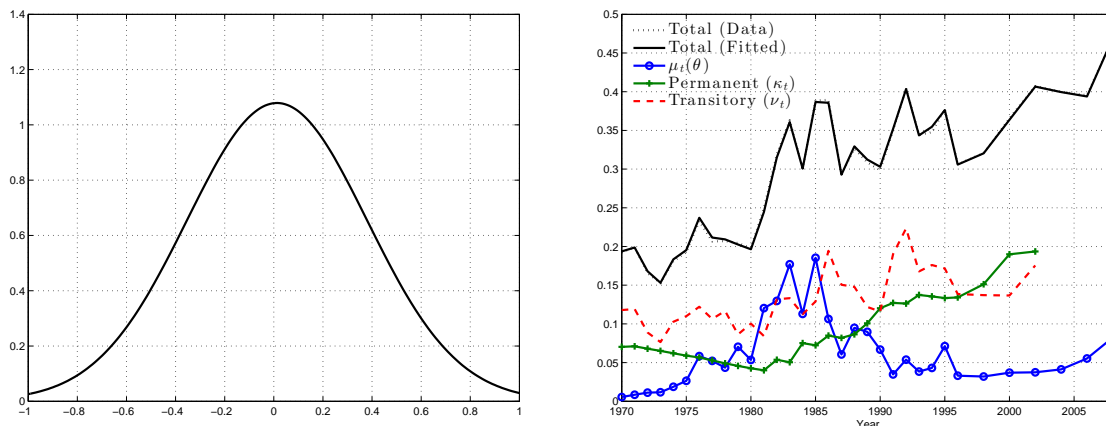 1.4
1.2
1
0.8
0.6
0.4
0.2
0
−1 −0.8 −0.6 −0.4 −0.2 0 0.2 0.4 0.6 0.8 1
0.5
0.45
0.4
0.35
0.3
0.25
0.2
0.15
0.1
0.05
0
Total (Data)
Total (Fitted)
μt(θ)
Permanent (κt)
Transitory (νt)
1970 1975 1980 1985 1990 1995 2000 2005
Year